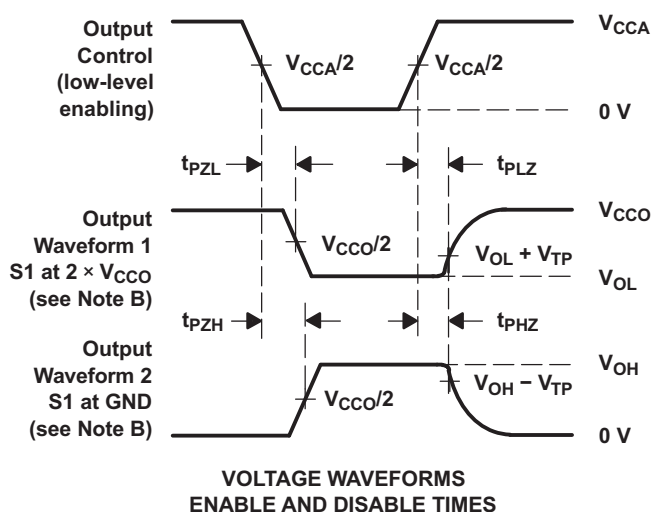 Output
Control
(low-level
enabling)
V_CCA/2
V_CCA/2
V_CCA
0 V
t_PZL
t_PLZ
Output
Waveform 1
S1 at 2 × V_CCO
(see Note B)
V_CCO/2
V_CCO
V_OL + V_TP
V_OL
t_PZH
t_PHZ
Output
Waveform 2
S1 at GND
(see Note B)
V_CCO/2
V_OH
V_OH − V_TP
0 V
VOLTAGE WAVEFORMS
ENABLE AND DISABLE TIMES